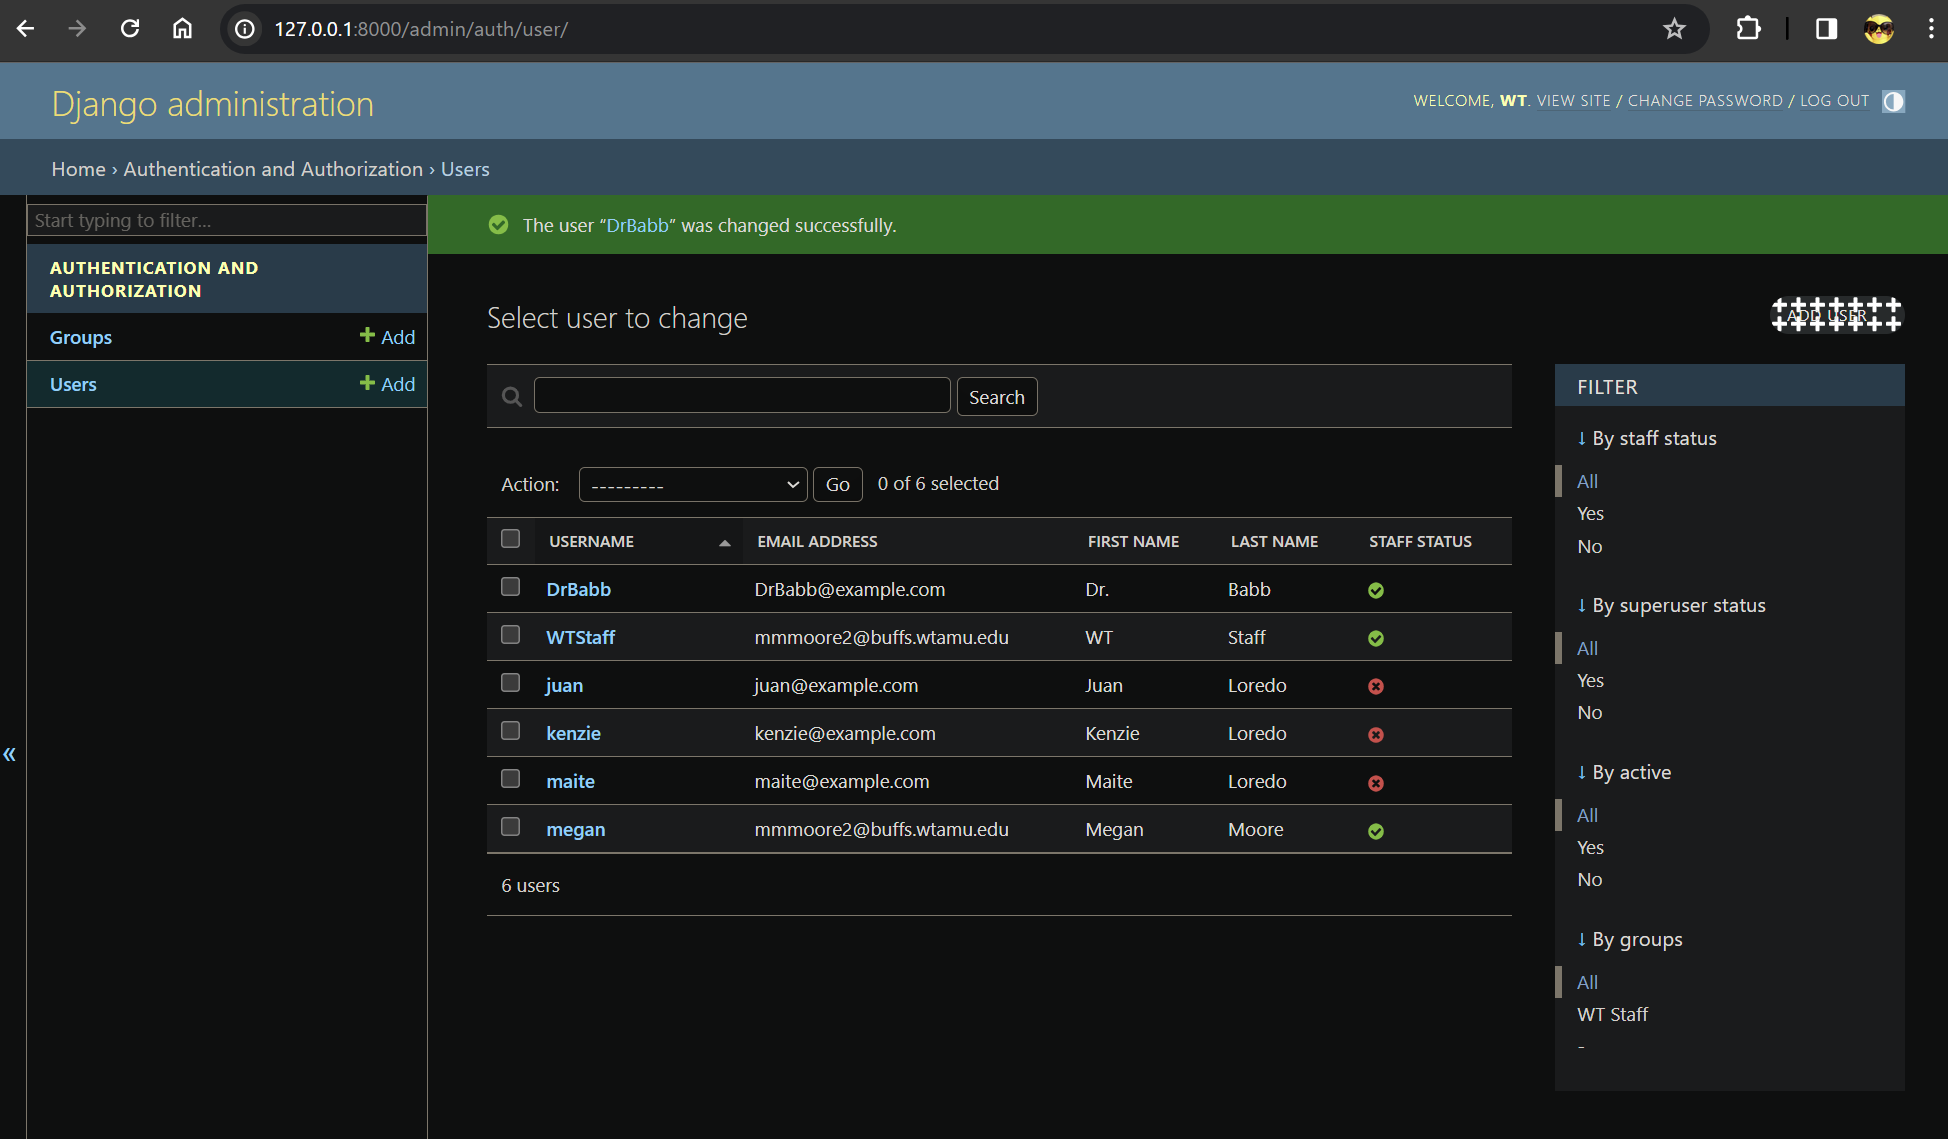 127.0.0.1:8000/admin/auth/user/
Django administration
WELCOME, WT. VIEW SITE / CHANGE PASSWORD / LOG OUT
Home › Authentication and Authorization › Users
Start typing to filter...
AUTHENTICATION AND
AUTHORIZATION
Groups Add
Users Add
«
The user “DrBabb” was changed successfully.
Select user to change
ADD USER
Search
Action: --------- Go 0 of 6 selected
USERNAME EMAIL ADDRESS FIRST NAME LAST NAME STAFF STATUS
DrBabb DrBabb@example.com Dr. Babb
WTStaff mmmoore2@buffs.wtamu.edu WT Staff
juan juan@example.com Juan Loredo
kenzie kenzie@example.com Kenzie Loredo
maite maite@example.com Maite Loredo
megan mmmoore2@buffs.wtamu.edu Megan Moore
6 users
FILTER
↓ By staff status
All
Yes
No
↓ By superuser status
All
Yes
No
↓ By active
All
Yes
No
↓ By groups
All
WT Staff
-